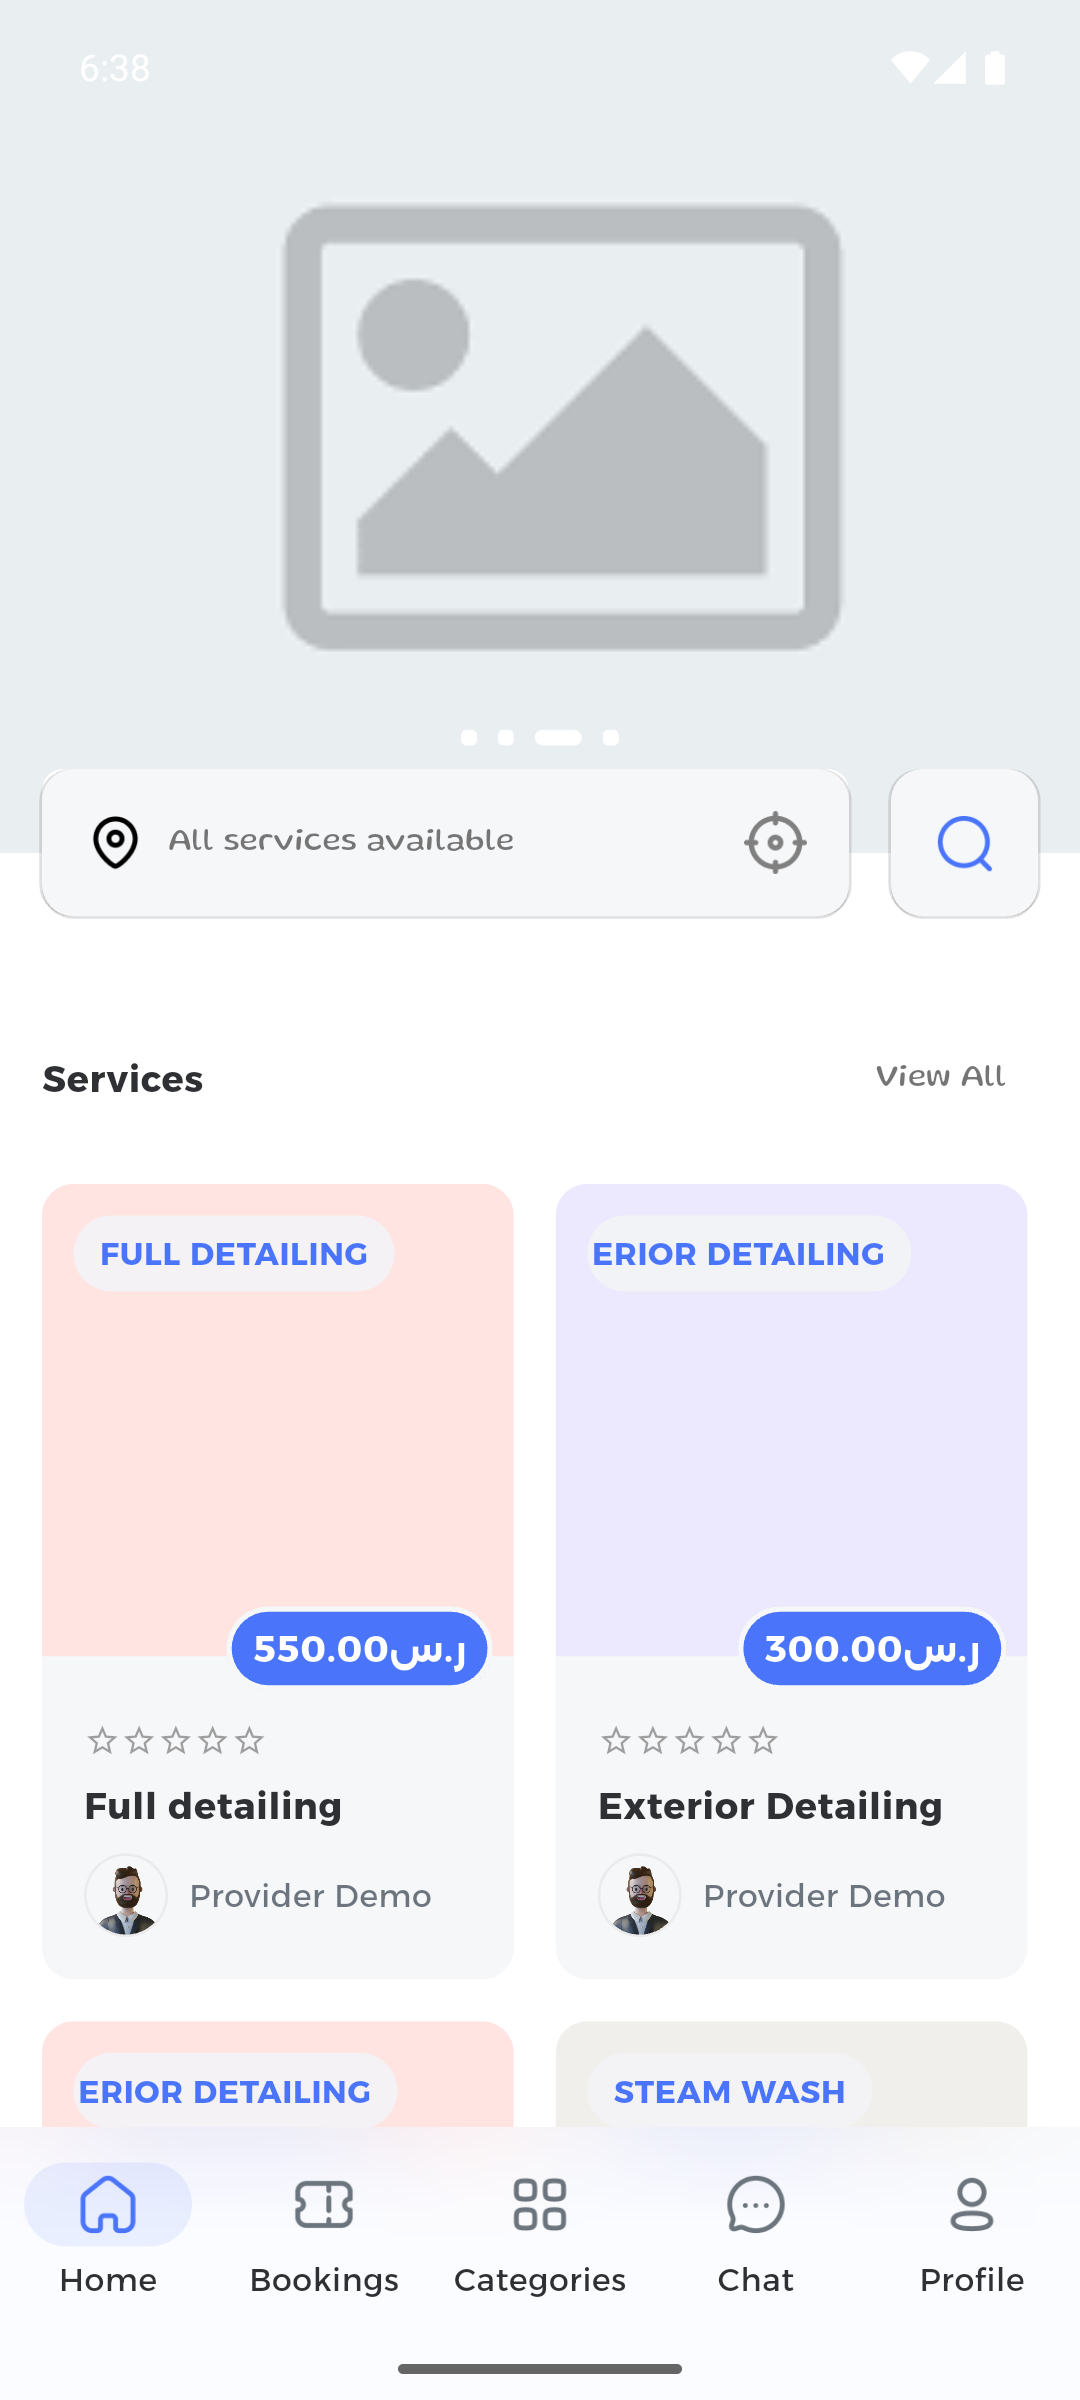 6:38
All services available
Services
View All
FULL DETAILING
ERIOR DETAILING
550.00ر.س
300.00ر.س
Full detailing
Exterior Detailing
Provider Demo
Provider Demo
ERIOR DETAILING
STEAM WASH
Home
Bookings
Categories
Chat
Profile